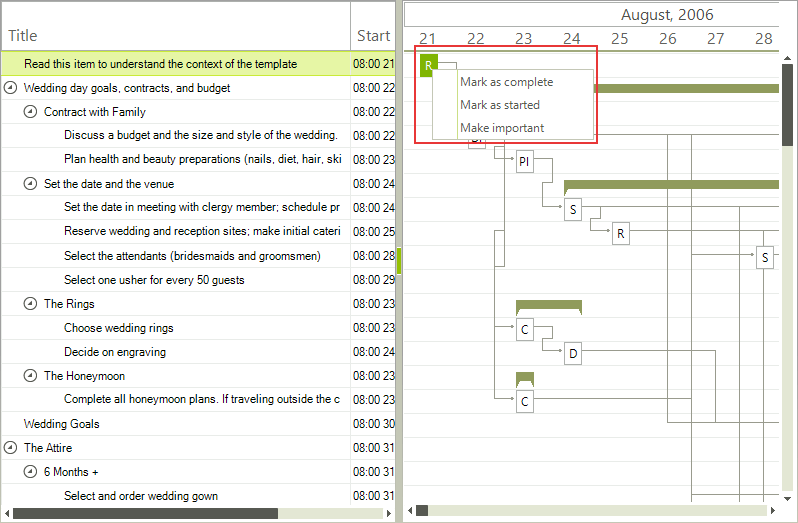 August, 2006
Title Start 21 22 23 24 25 26 27 28
Read this item to understand the context of the template 08:00 21 R
Mark as complete
Wedding day goals, contracts, and budget 08:00 22
Mark as started
Contract with Family 08:00 22
Make important
Discuss a budget and the size and style of the wedding. 08:00 22
Plan health and beauty preparations (nails, diet, hair, ski 08:00 23 Pl
Set the date and the venue 08:00 24
Set the date in meeting with clergy member; schedule pr 08:00 24 S
Reserve wedding and reception sites; make initial cateri 08:00 25 R
Select the attendants (bridesmaids and groomsmen) 08:00 28 S
Select one usher for every 50 guests 08:00 29
The Rings 08:00 23
Choose wedding rings 08:00 23 C
Decide on engraving 08:00 24 D
The Honeymoon 08:00 23
Complete all honeymoon plans. If traveling outside the c 08:00 23 C
Wedding Goals 08:00 30
The Attire 08:00 31
6 Months + 08:00 31
Select and order wedding gown 08:00 31